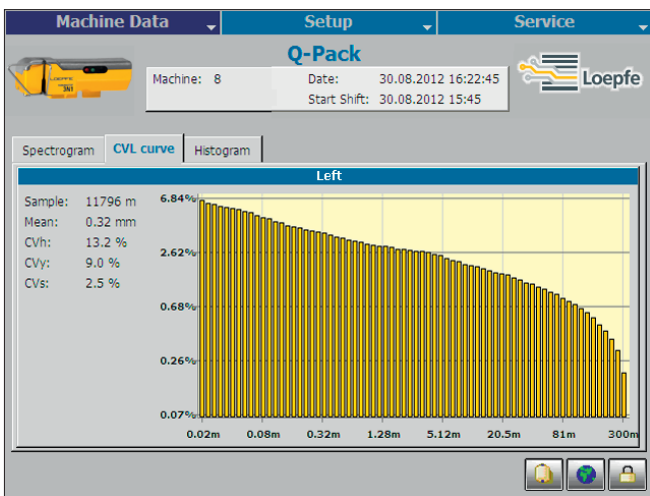 Machine Data Setup Service
Q-Pack
Machine: 8 Date: 30.08.2012 16:22:45
Start Shift: 30.08.2012 15:45
Loepfe
LOEPFE
Spectrogram CVL curve Histogram
Left
Sample: 11796 m
Mean: 0.32 mm
CVh: 13.2 %
CVy: 9.0 %
CVs: 2.5 %
6.84%
2.62%
0.68%
0.26%
0.07%
0.02m 0.08m 0.32m 1.28m 5.12m 20.5m 81m 300m